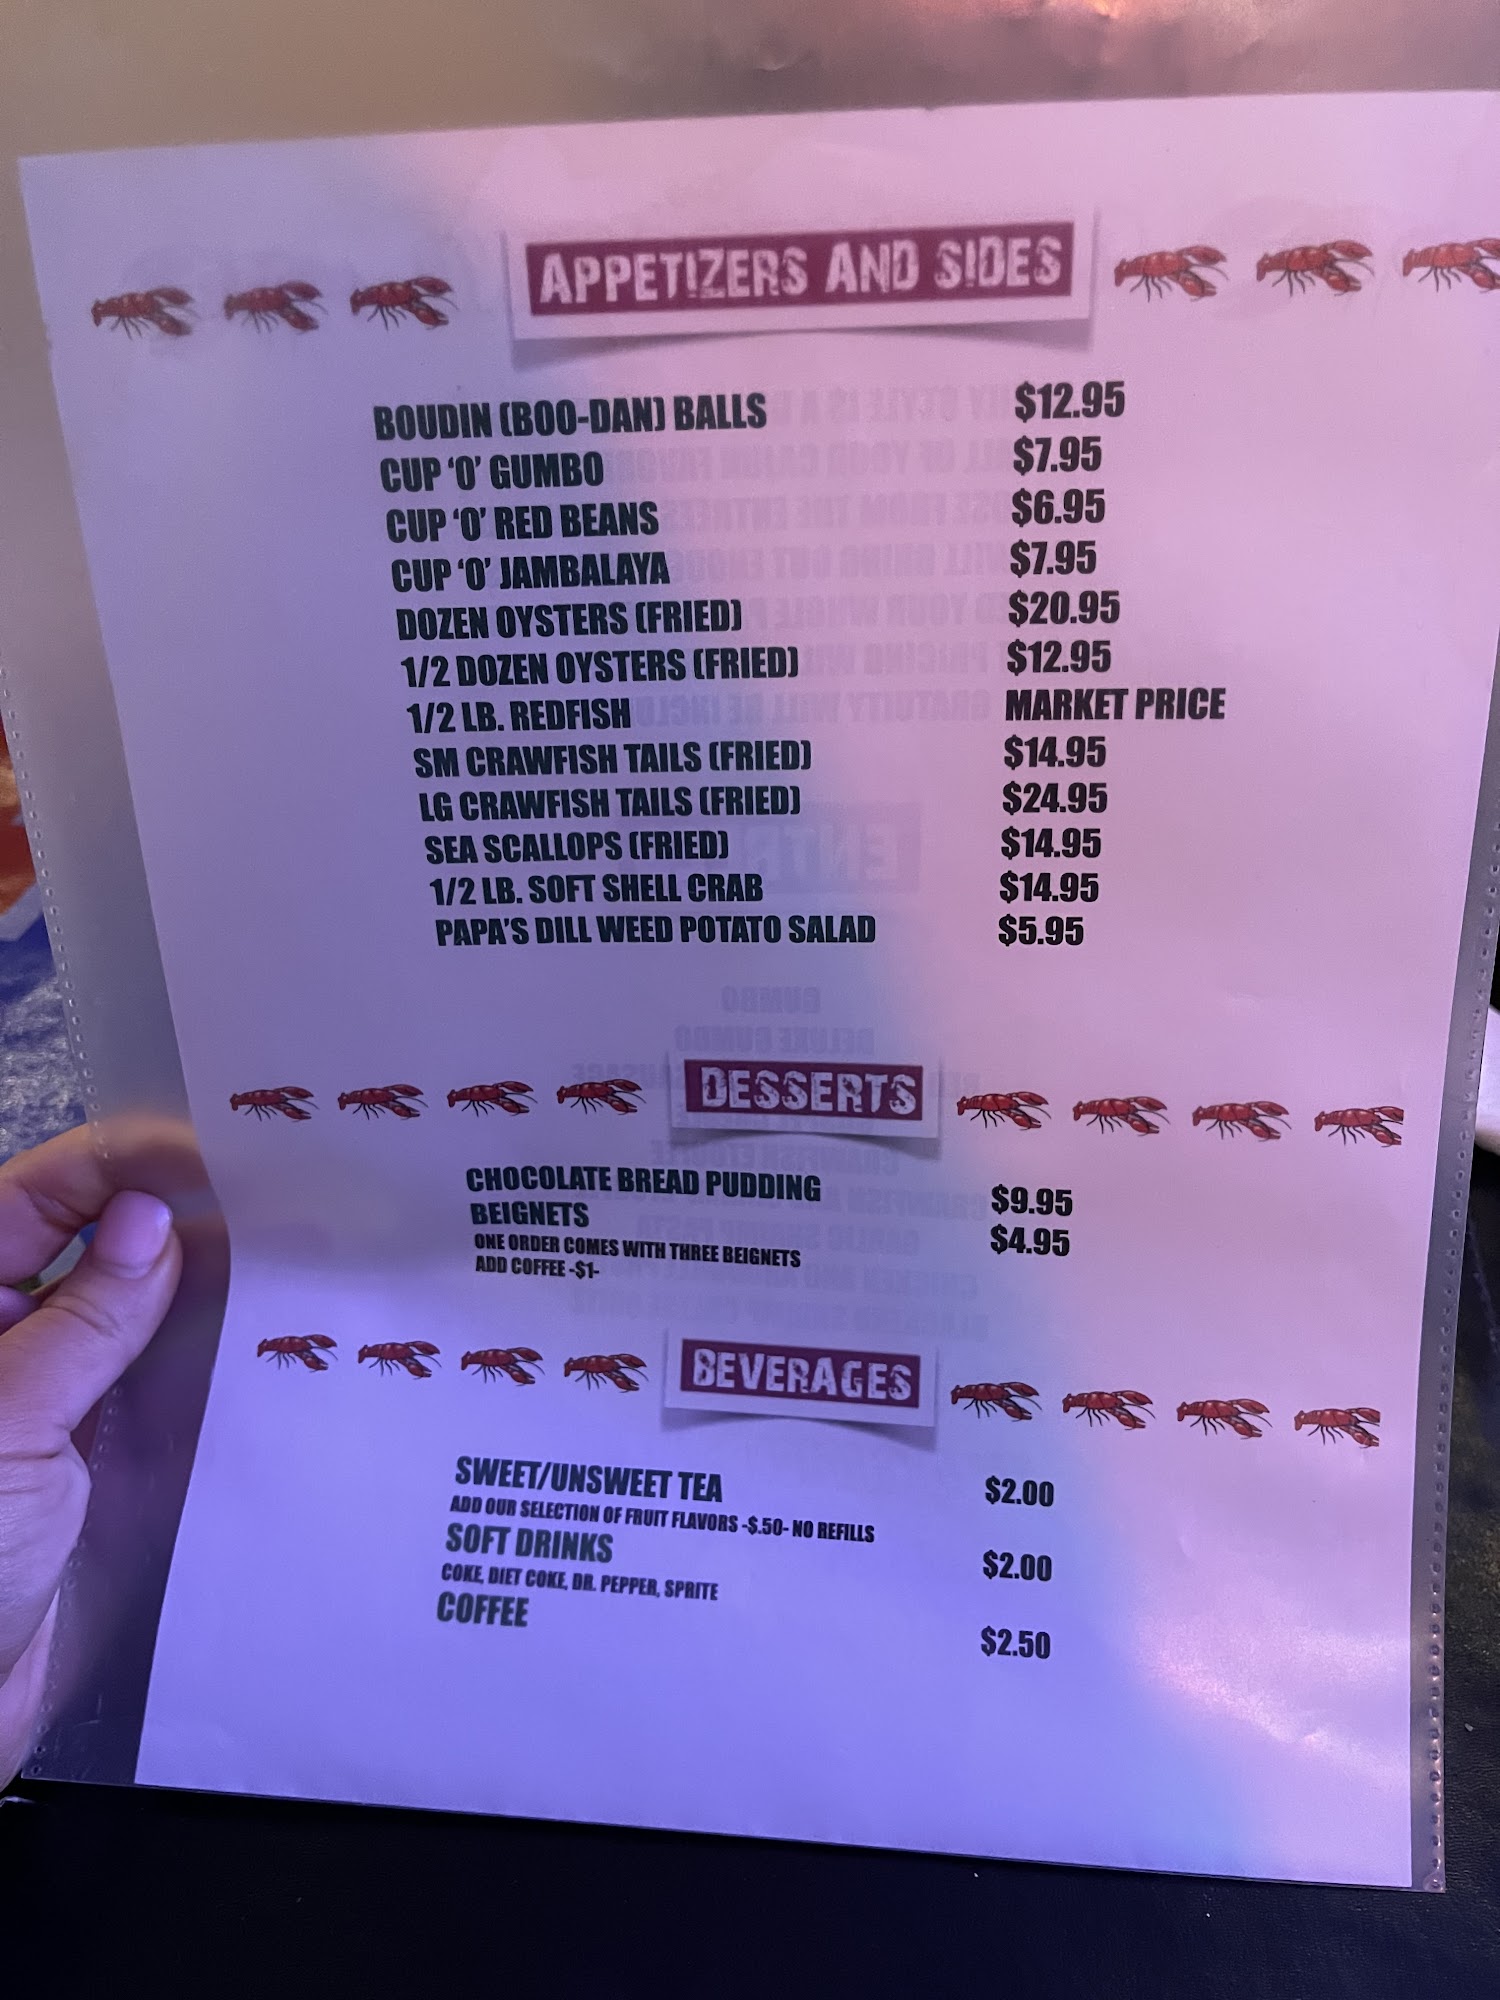 APPETIZERS AND SIDES
BOUDIN (BOO-DAN) BALLS $12.95
CUP 'O' GUMBO $7.95
CUP 'O' RED BEANS $6.95
CUP 'O' JAMBALAYA $7.95
DOZEN OYSTERS (FRIED) $20.95
1/2 DOZEN OYSTERS (FRIED) $12.95
1/2 LB. REDFISH MARKET PRICE
SM CRAWFISH TAILS (FRIED) $14.95
LG CRAWFISH TAILS (FRIED) $24.95
SEA SCALLOPS (FRIED) $14.95
1/2 LB. SOFT SHELL CRAB $14.95
PAPA'S DILL WEED POTATO SALAD $5.95
DESSERTS
CHOCOLATE BREAD PUDDING $9.95
BEIGNETS $4.95
ONE ORDER COMES WITH THREE BEIGNETS
ADD COFFEE -$1-
BEVERAGES
SWEET/UNSWEET TEA $2.00
ADD OUR SELECTION OF FRUIT FLAVORS -$.50- NO REFILLS
SOFT DRINKS $2.00
COKE, DIET COKE, DR. PEPPER, SPRITE
COFFEE $2.50